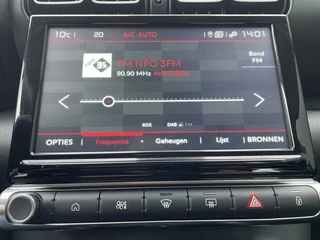 10°C 20 A/C AUTO 14:01
FM NPO 3FM
90.90 MHz
Band
FM
RDS DAB FM
OPTIES Frequentie Geheugen Lijst BRONNEN